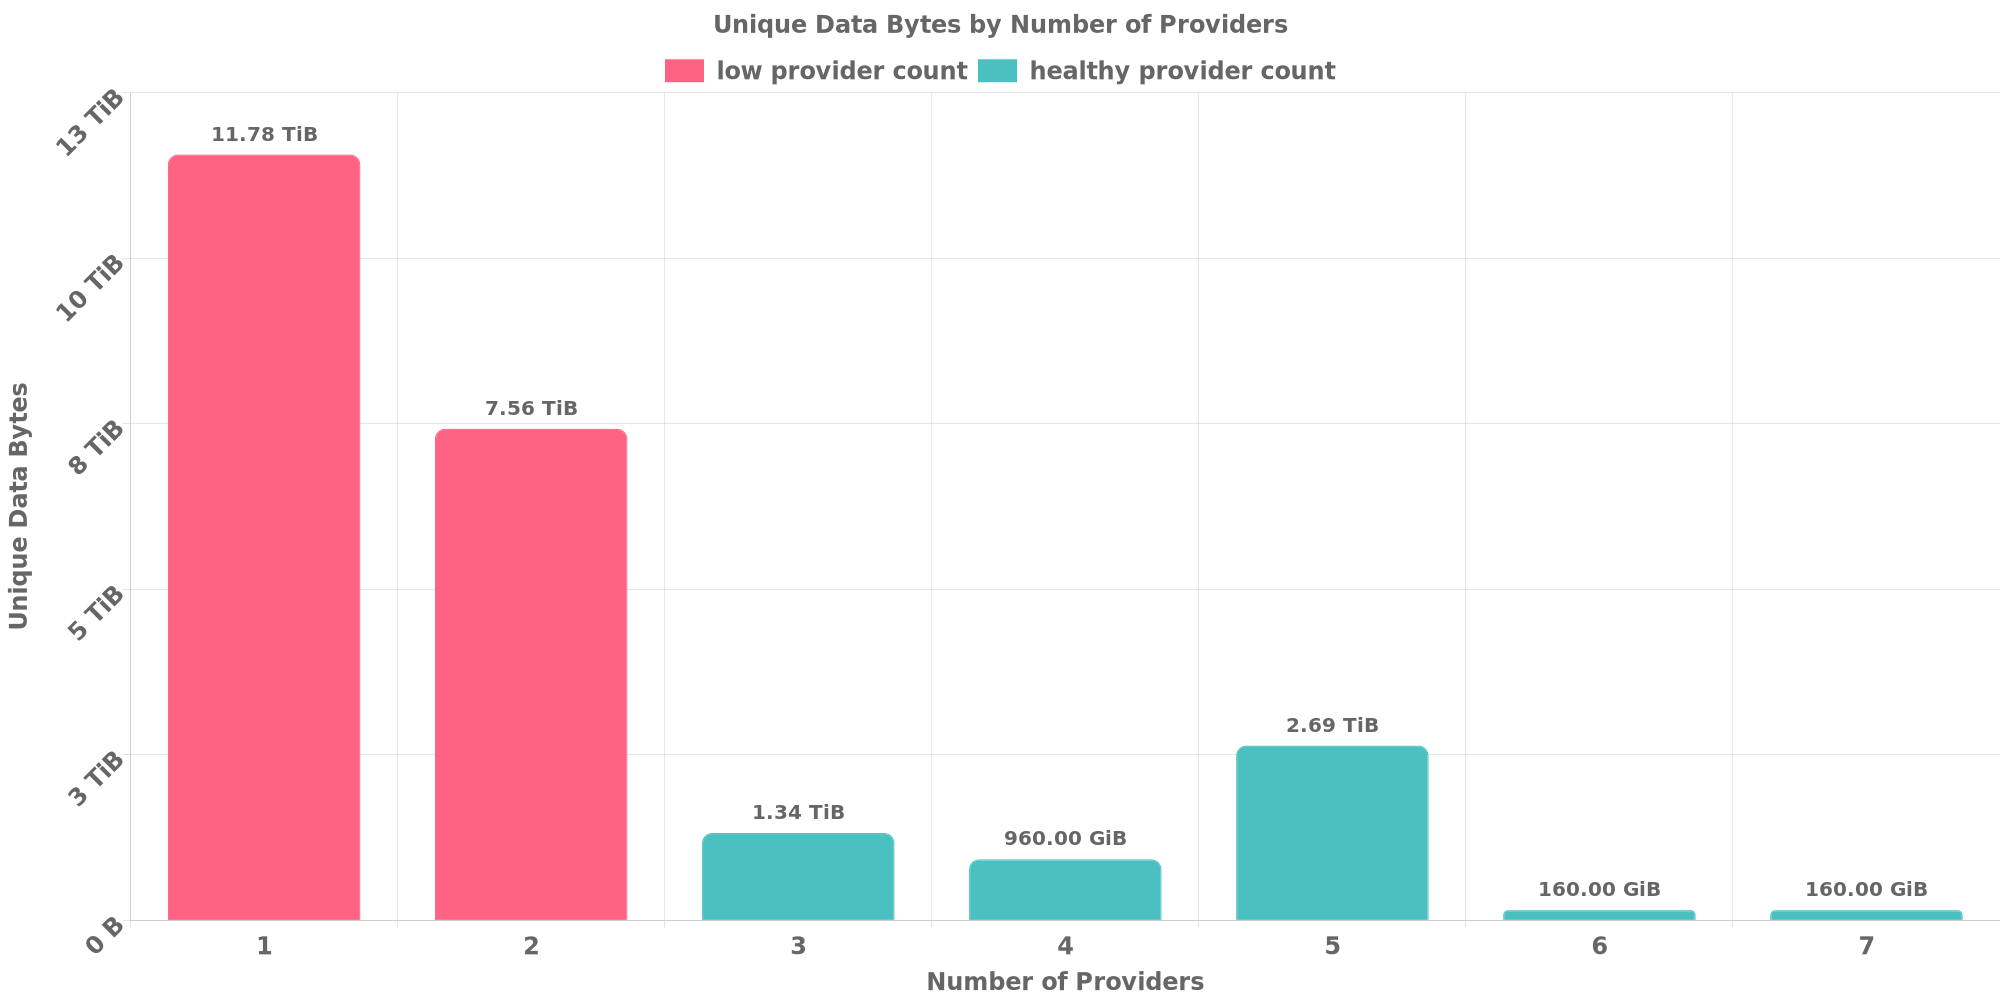 Unique Data Bytes by Number of Providers
low provider count healthy provider count
13 TiB
11.78 TiB
10 TiB
7.56 TiB
8 TiB
5 TiB
2.69 TiB
3 TiB
1.34 TiB
960.00 GiB
160.00 GiB 160.00 GiB
0 B
1 2 3 4 5 6 7
Number of Providers
Unique Data Bytes